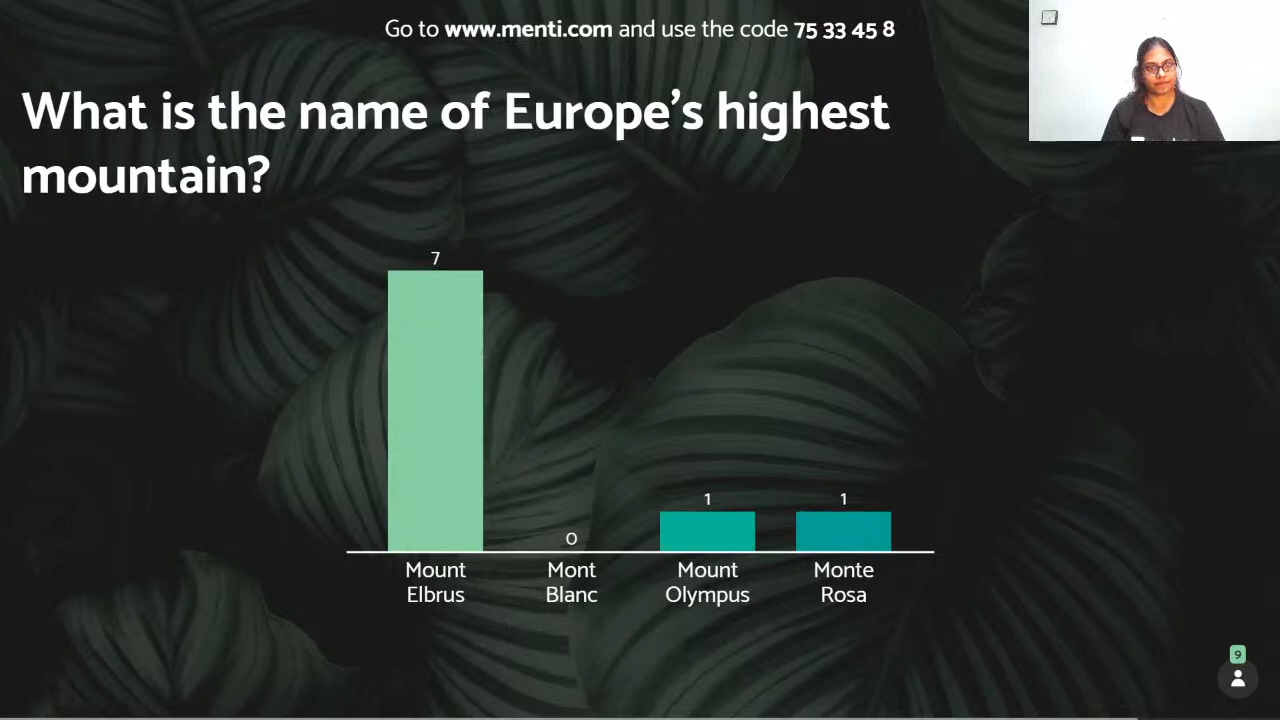 Go to www.menti.com and use the code 75 33 45 8
What is the name of Europe's highest
mountain?
7
0
1
1
Mount
Elbrus
Mont
Blanc
Mount
Olympus
Monte
Rosa
9